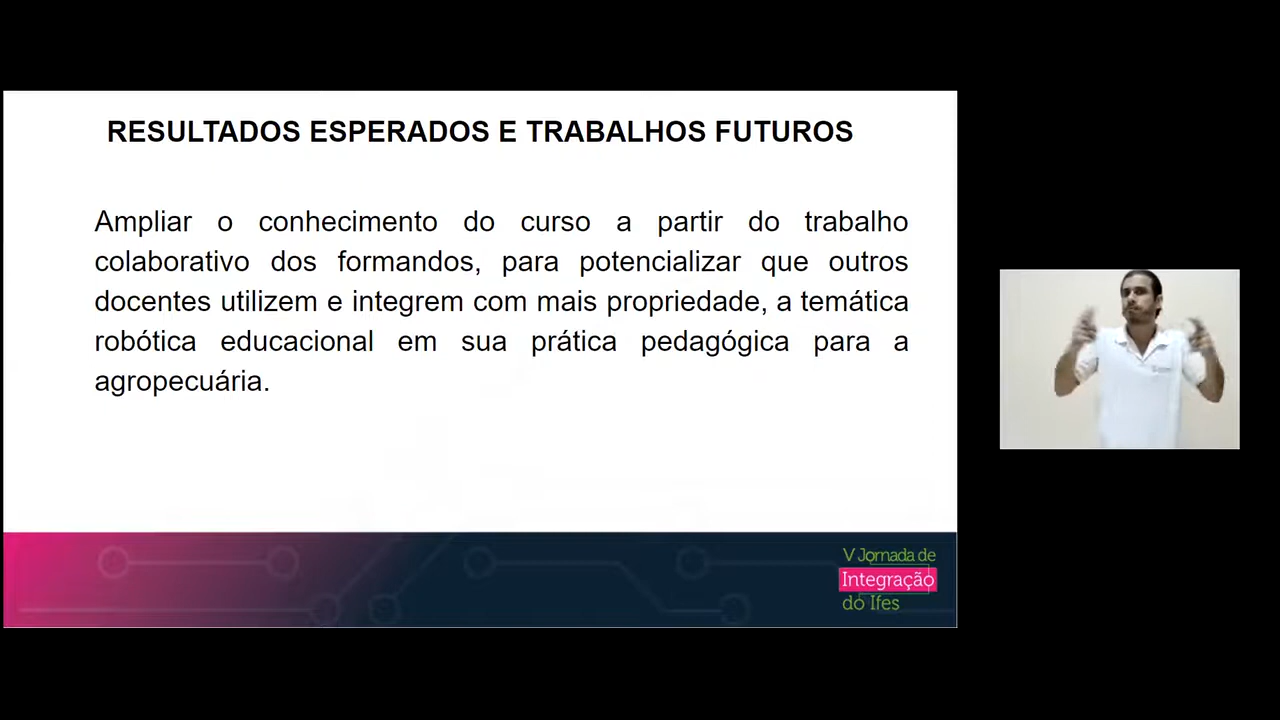 RESULTADOS ESPERADOS E TRABALHOS FUTUROS
Ampliar o conhecimento do curso a partir do trabalho
colaborativo dos formandos, para potencializar que outros
docentes utilizem e integrem com mais propriedade, a temática
robótica educacional em sua prática pedagógica para a
agropecuária.
V Jornada de
Integração
do Ifes